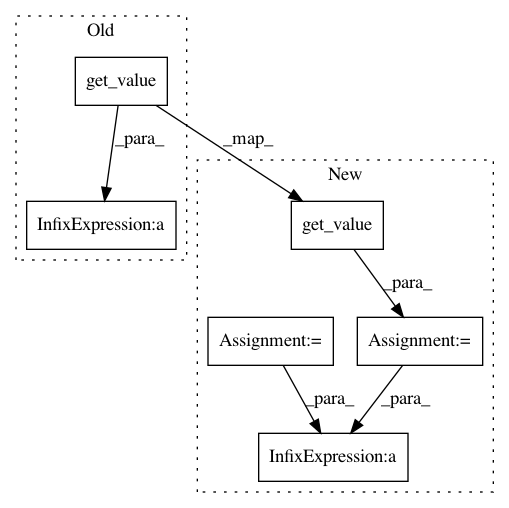 Old
get_value
_para_
_map_
InfixExpression:a
New
get_value
_para_
Assignment:=
Assignment:=
_para_
_para_
InfixExpression:a